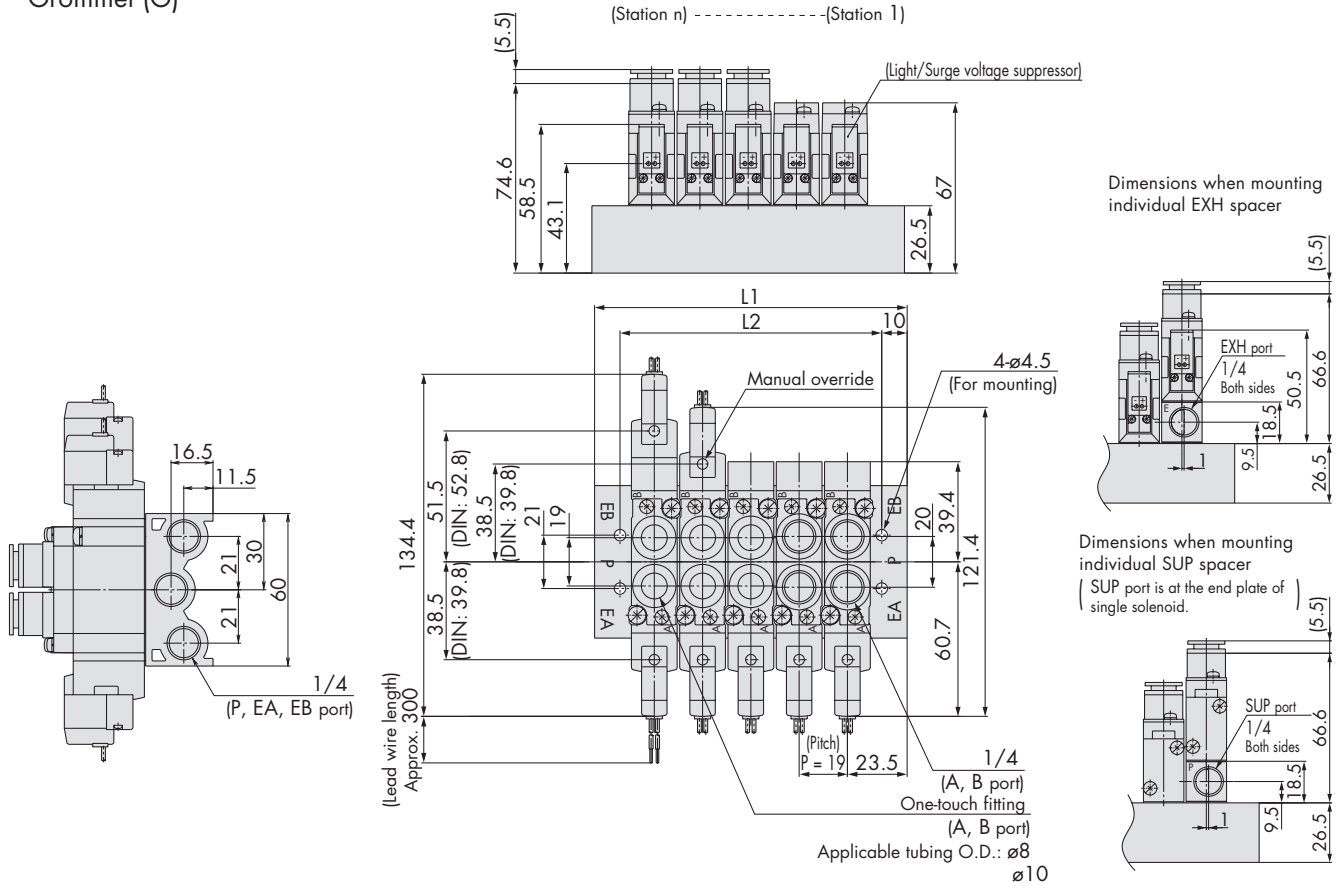 Grommet (G)
(Station n) (Station 1)
(5.5)
74.6
58.5
43.1
(Light/Surge voltage suppressor)
67
26.5
L1
L2
10
4-ø4.5
(For mounting)
Manual override
134.4
51.5
(DIN: 52.8)
38.5
(DIN: 39.8)
21
19
38.5
(DIN: 39.8)
(Lead wire length)
Approx. 300
EB
P
EA
B
B
B
B
B
A
A
A
A
A
EB
P
EA
20
39.4
121.4
60.7
(Pitch)
P = 19
23.5
1/4
(A, B port)
One-touch fitting
(A, B port)
Applicable tubing O.D.: ø8
ø10
16.5
11.5
21
21
30
60
1/4
(P, EA, EB port)
Dimensions when mounting
individual EXH spacer
(5.5)
EXH port
1/4
Both sides
E
66.6
50.5
18.5
9.5
1
26.5
Dimensions when mounting
individual SUP spacer
( SUP port is at the end plate of
single solenoid. )
(5.5)
SUP port
1/4
Both sides
P
66.6
18.5
9.5
1
26.5